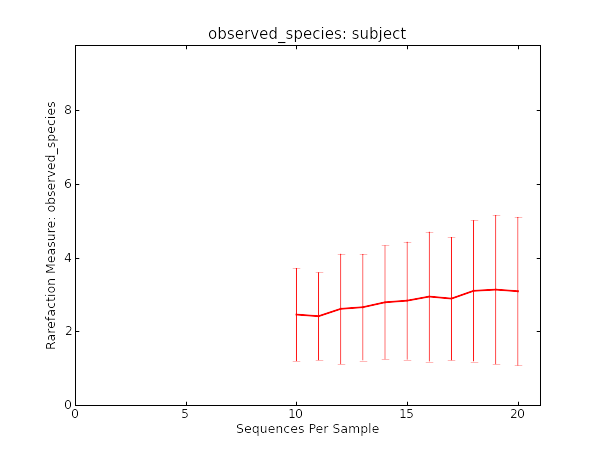 observed_species: subject
Rarefaction Measure: observed_species
8
6
4
2
0
0 5 10 15 20
Sequences Per Sample